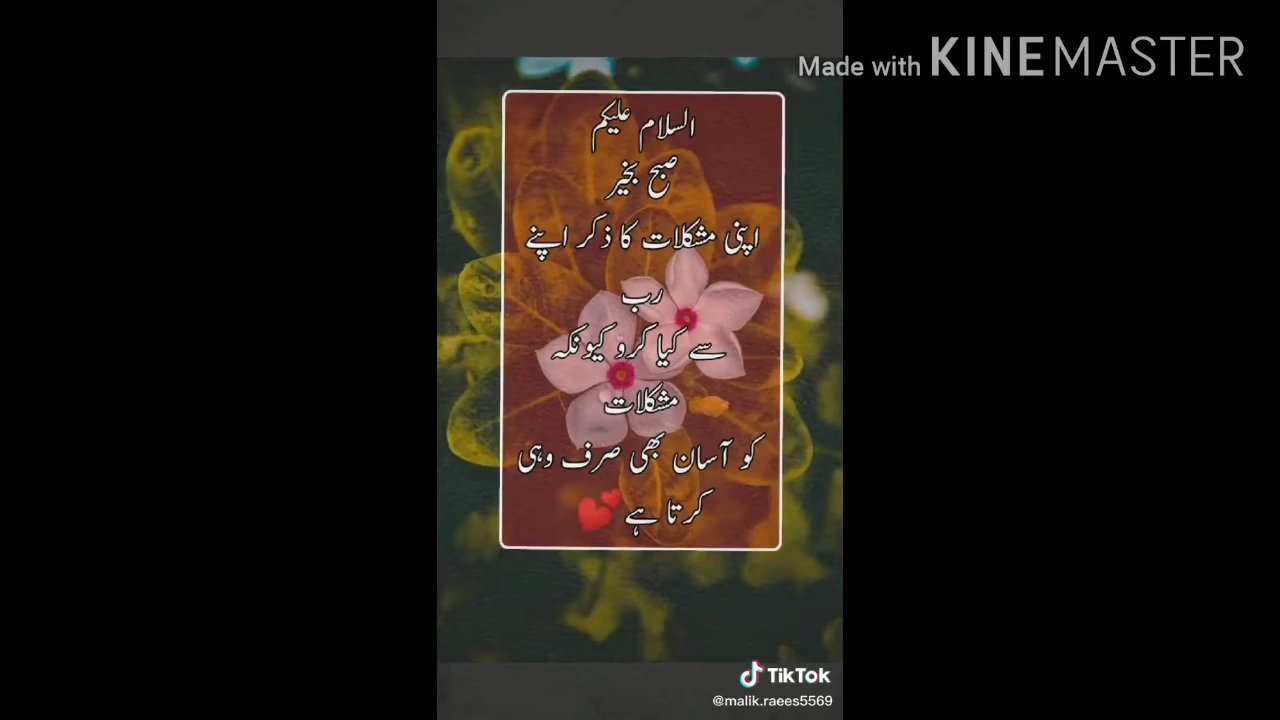 Made with KINEMASTER
السلام علیکم
صبح بخیر
اپنی مشکلات کا ذکر اپنے
رب
سے کیا کرو کیونکہ
مشکلات
کو آسان بھی صرف وہی
کرتا ہے 💕
TikTok
@malik.raees5569